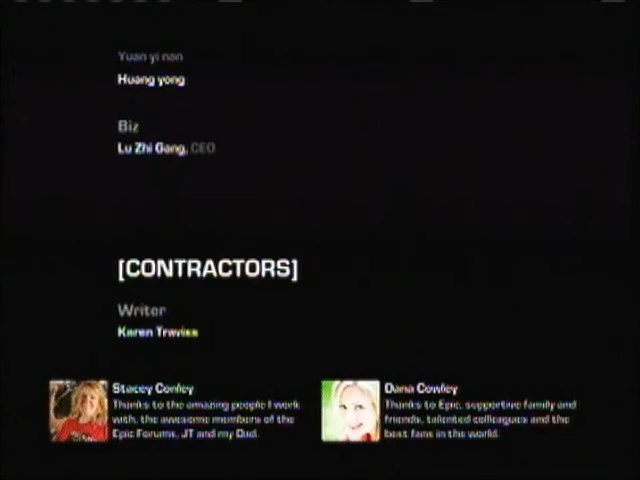 Yuan yi nan
Huang yong
Biz
Lu Zhi Gang, CEO
[CONTRACTORS]
Writer
Karen Traviss
Stacey Conley
Thanks to the amazing people I work
with, the awesome members of the
Epic Forums, JT and my Dad.
Dana Cowley
Thanks to Epic, supportive family and
friends, talented colleagues and the
best fans in the world.